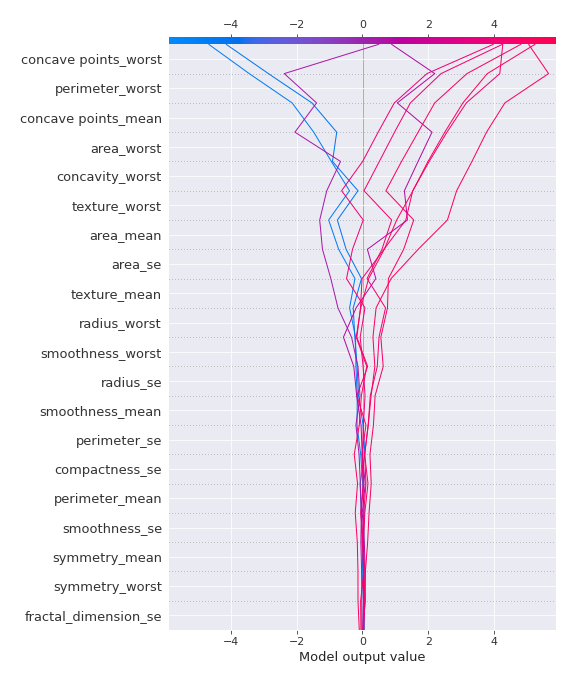 −4 −2 0 2 4
concave points_worst
perimeter_worst
concave points_mean
area_worst
concavity_worst
texture_worst
area_mean
area_se
texture_mean
radius_worst
smoothness_worst
radius_se
smoothness_mean
perimeter_se
compactness_se
perimeter_mean
smoothness_se
symmetry_mean
symmetry_worst
fractal_dimension_se
−4 −2 0 2 4
Model output value